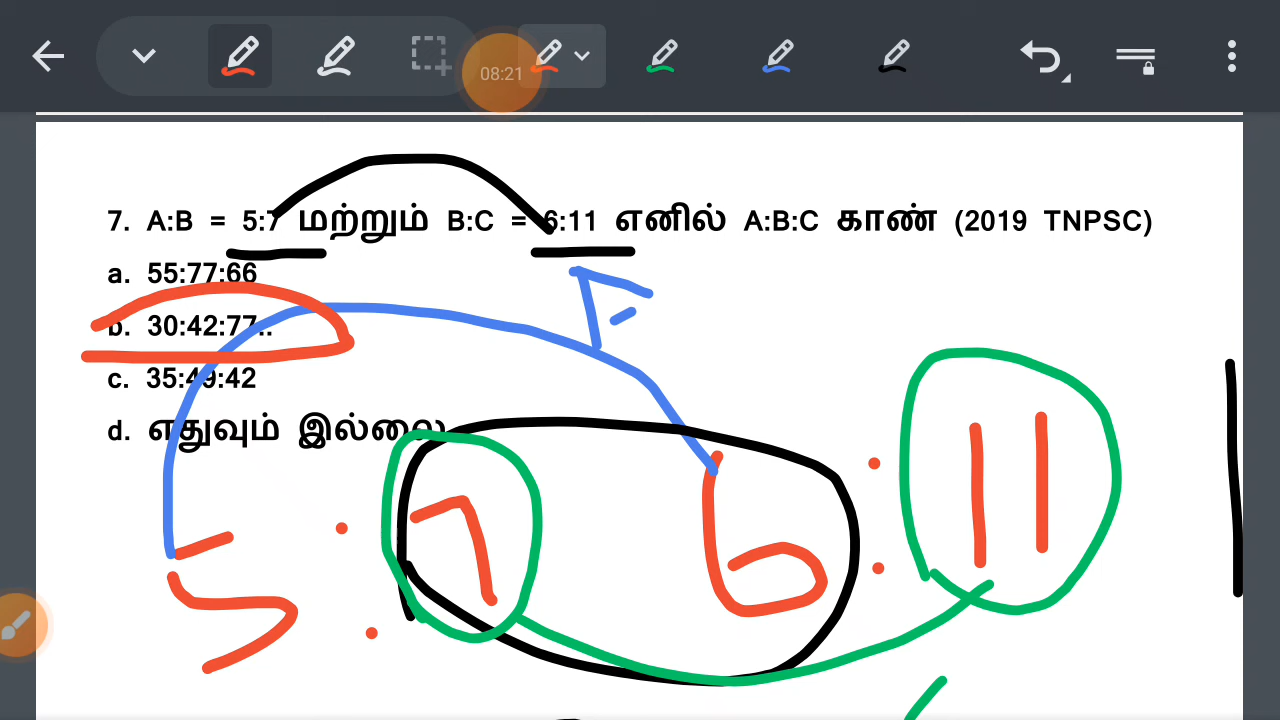 08:21
7. A:B = 5:7 மற்றும் B:C = 6:11 எனில் A:B:C காண் (2019 TNPSC)
a. 55:77:66
b. 30:42:77..
c. 35:49:42
d. எதுவும் இல்லை
5 : 7 6 : 11